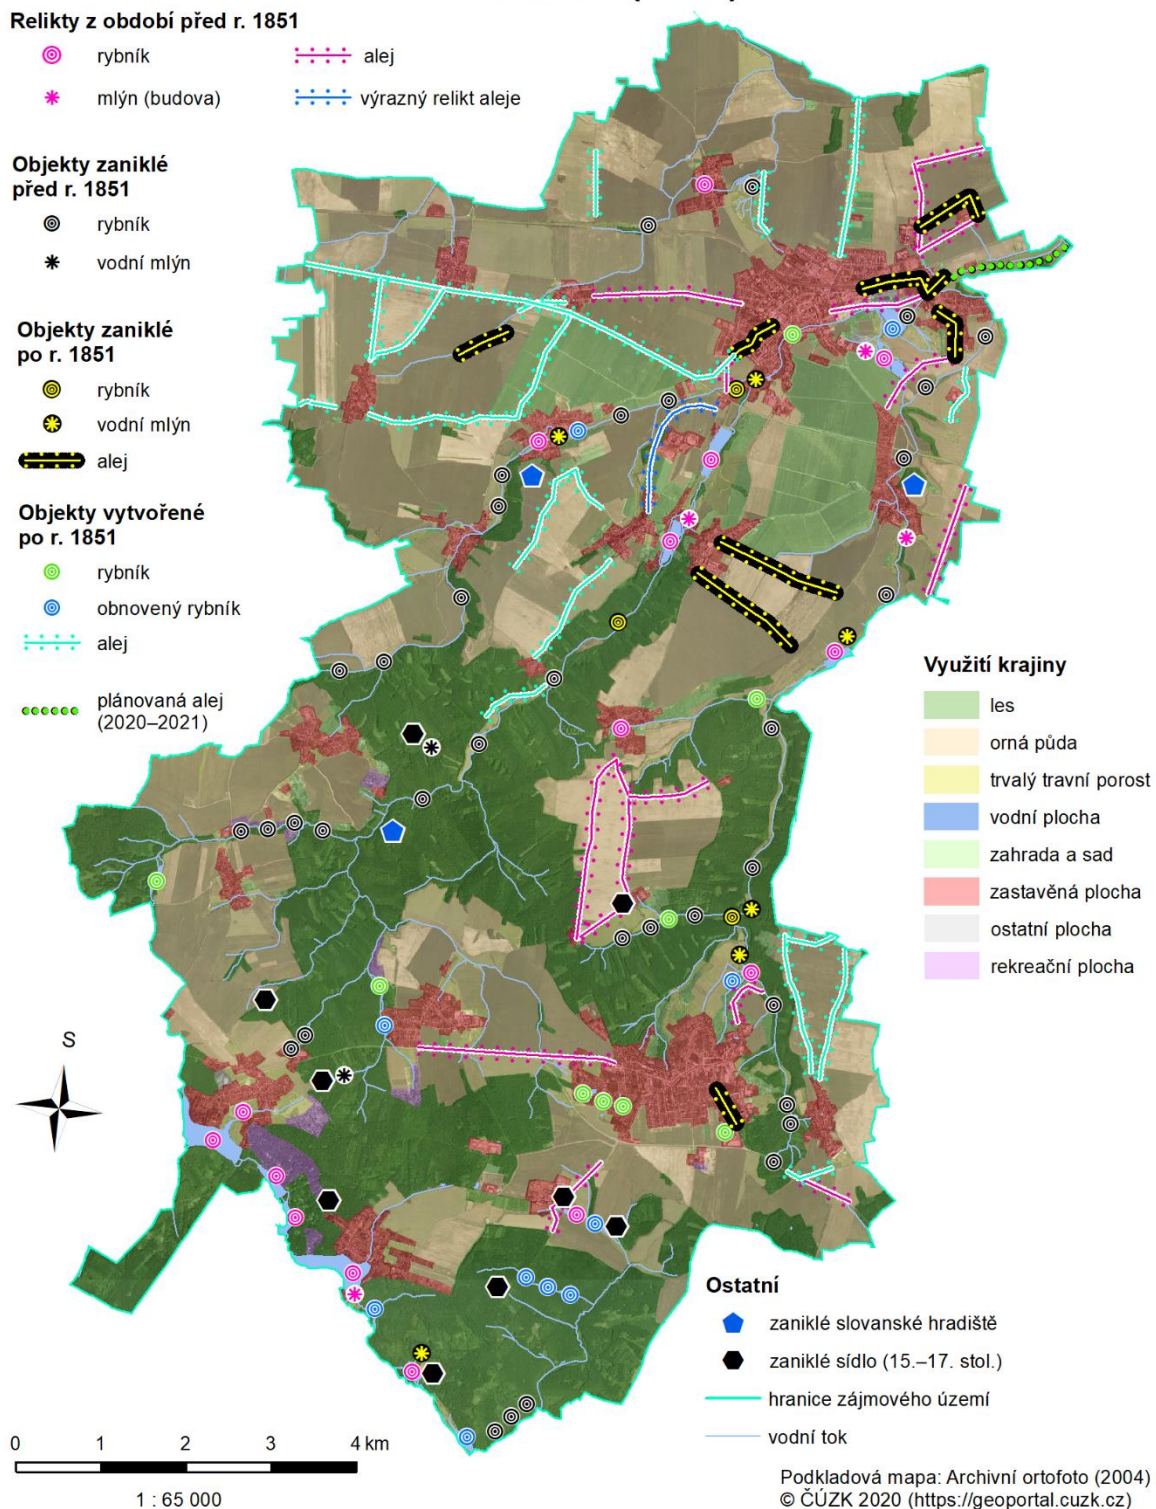 Relikty z období před r. 1851
rybník
alej
mlýn (budova)
výrazný relikt aleje
Objekty zaniklé
před r. 1851
rybník
vodní mlýn
Objekty zaniklé
po r. 1851
rybník
vodní mlýn
alej
Objekty vytvořené
po r. 1851
rybník
obnovený rybník
alej
plánovaná alej
(2020–2021)
Využití krajiny
les
orná půda
trvalý travní porost
vodní plocha
zahrada a sad
zastavěná plocha
ostatní plocha
rekreační plocha
S
Ostatní
zaniklé slovanské hradiště
zaniklé sídlo (15.–17. stol.)
hranice zájmového území
vodní tok
0 1 2 3 4 km
1 : 65 000
Podkladová mapa: Archivní ortofoto (2004)
© ČÚZK 2020 (https://geoportal.cuzk.cz)